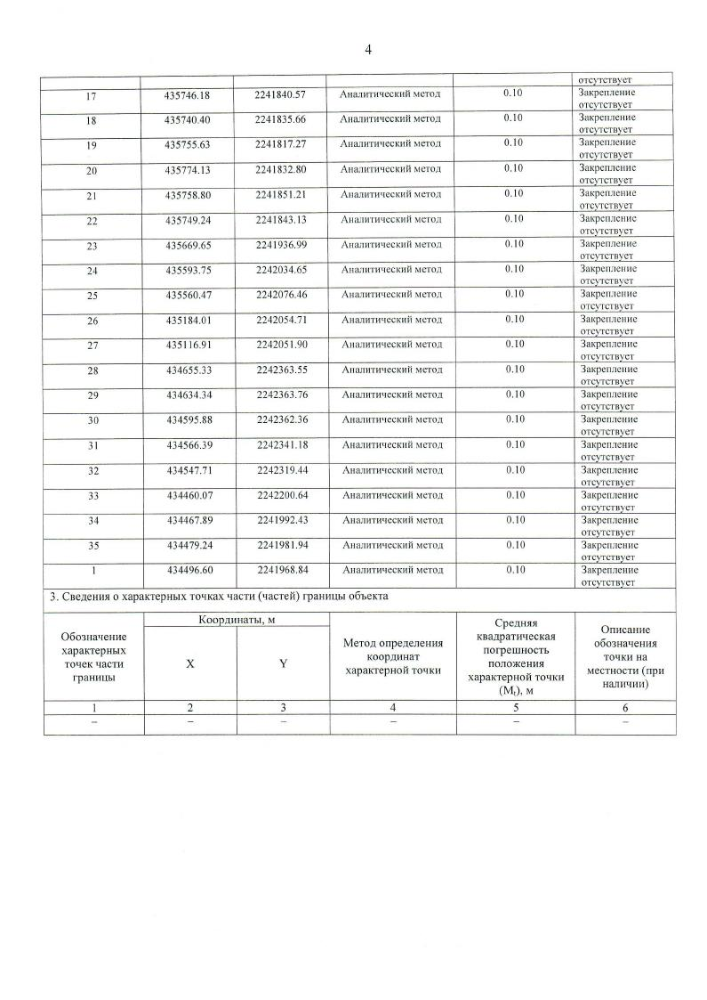 4
отсутствует
17 435746.18 2241840.57 Аналитический метод 0.10 Закрепление
отсутствует
18 435740.40 2241835.66 Аналитический метод 0.10 Закрепление
отсутствует
19 435755.63 2241817.27 Аналитический метод 0.10 Закрепление
отсутствует
20 435774.13 2241832.80 Аналитический метод 0.10 Закрепление
отсутствует
21 435758.80 2241851.21 Аналитический метод 0.10 Закрепление
отсутствует
22 435749.24 2241843.13 Аналитический метод 0.10 Закрепление
отсутствует
23 435669.65 2241936.99 Аналитический метод 0.10 Закрепление
отсутствует
24 435593.75 2242034.65 Аналитический метод 0.10 Закрепление
отсутствует
25 435560.47 2242076.46 Аналитический метод 0.10 Закрепление
отсутствует
26 435184.01 2242054.71 Аналитический метод 0.10 Закрепление
отсутствует
27 435116.91 2242051.90 Аналитический метод 0.10 Закрепление
отсутствует
28 434655.33 2242363.55 Аналитический метод 0.10 Закрепление
отсутствует
29 434634.34 2242363.76 Аналитический метод 0.10 Закрепление
отсутствует
30 434595.88 2242362.36 Аналитический метод 0.10 Закрепление
отсутствует
31 434566.39 2242341.18 Аналитический метод 0.10 Закрепление
отсутствует
32 434547.71 2242319.44 Аналитический метод 0.10 Закрепление
отсутствует
33 434460.07 2242200.64 Аналитический метод 0.10 Закрепление
отсутствует
34 434467.89 2241992.43 Аналитический метод 0.10 Закрепление
отсутствует
35 434479.24 2241981.94 Аналитический метод 0.10 Закрепление
отсутствует
1 434496.60 2241968.84 Аналитический метод 0.10 Закрепление
отсутствует
3. Сведения о характерных точках части (частей) границы объекта
Обозначение
характерных
точек части
границы
Координаты, м
X Y
Метод определения
координат
характерной точки
Средняя
квадратическая
погрешность
положения
характерной точки
(Mt), м
Описание
обозначения
точки на
местности (при
наличии)
1 2 3 4 5 6
– – – – – –